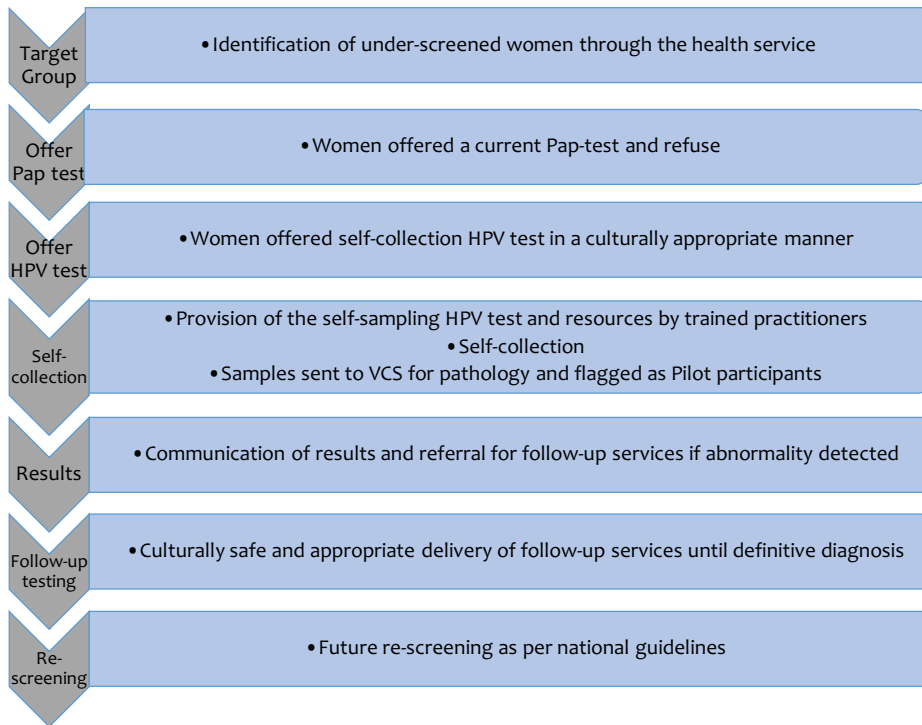 Target
Group
•Identification of under-screened women through the health service
Offer
Pap test
•Women offered a current Pap-test and refuse
Offer
HPV test
•Women offered self-collection HPV test in a culturally appropriate manner
Self-
collection
•Provision of the self-sampling HPV test and resources by trained practitioners
•Self-collection
•Samples sent to VCS for pathology and flagged as Pilot participants
Results
•Communication of results and referral for follow-up services if abnormality detected
Follow-up
testing
•Culturally safe and appropriate delivery of follow-up services until definitive diagnosis
Re-
screening
•Future re-screening as per national guidelines